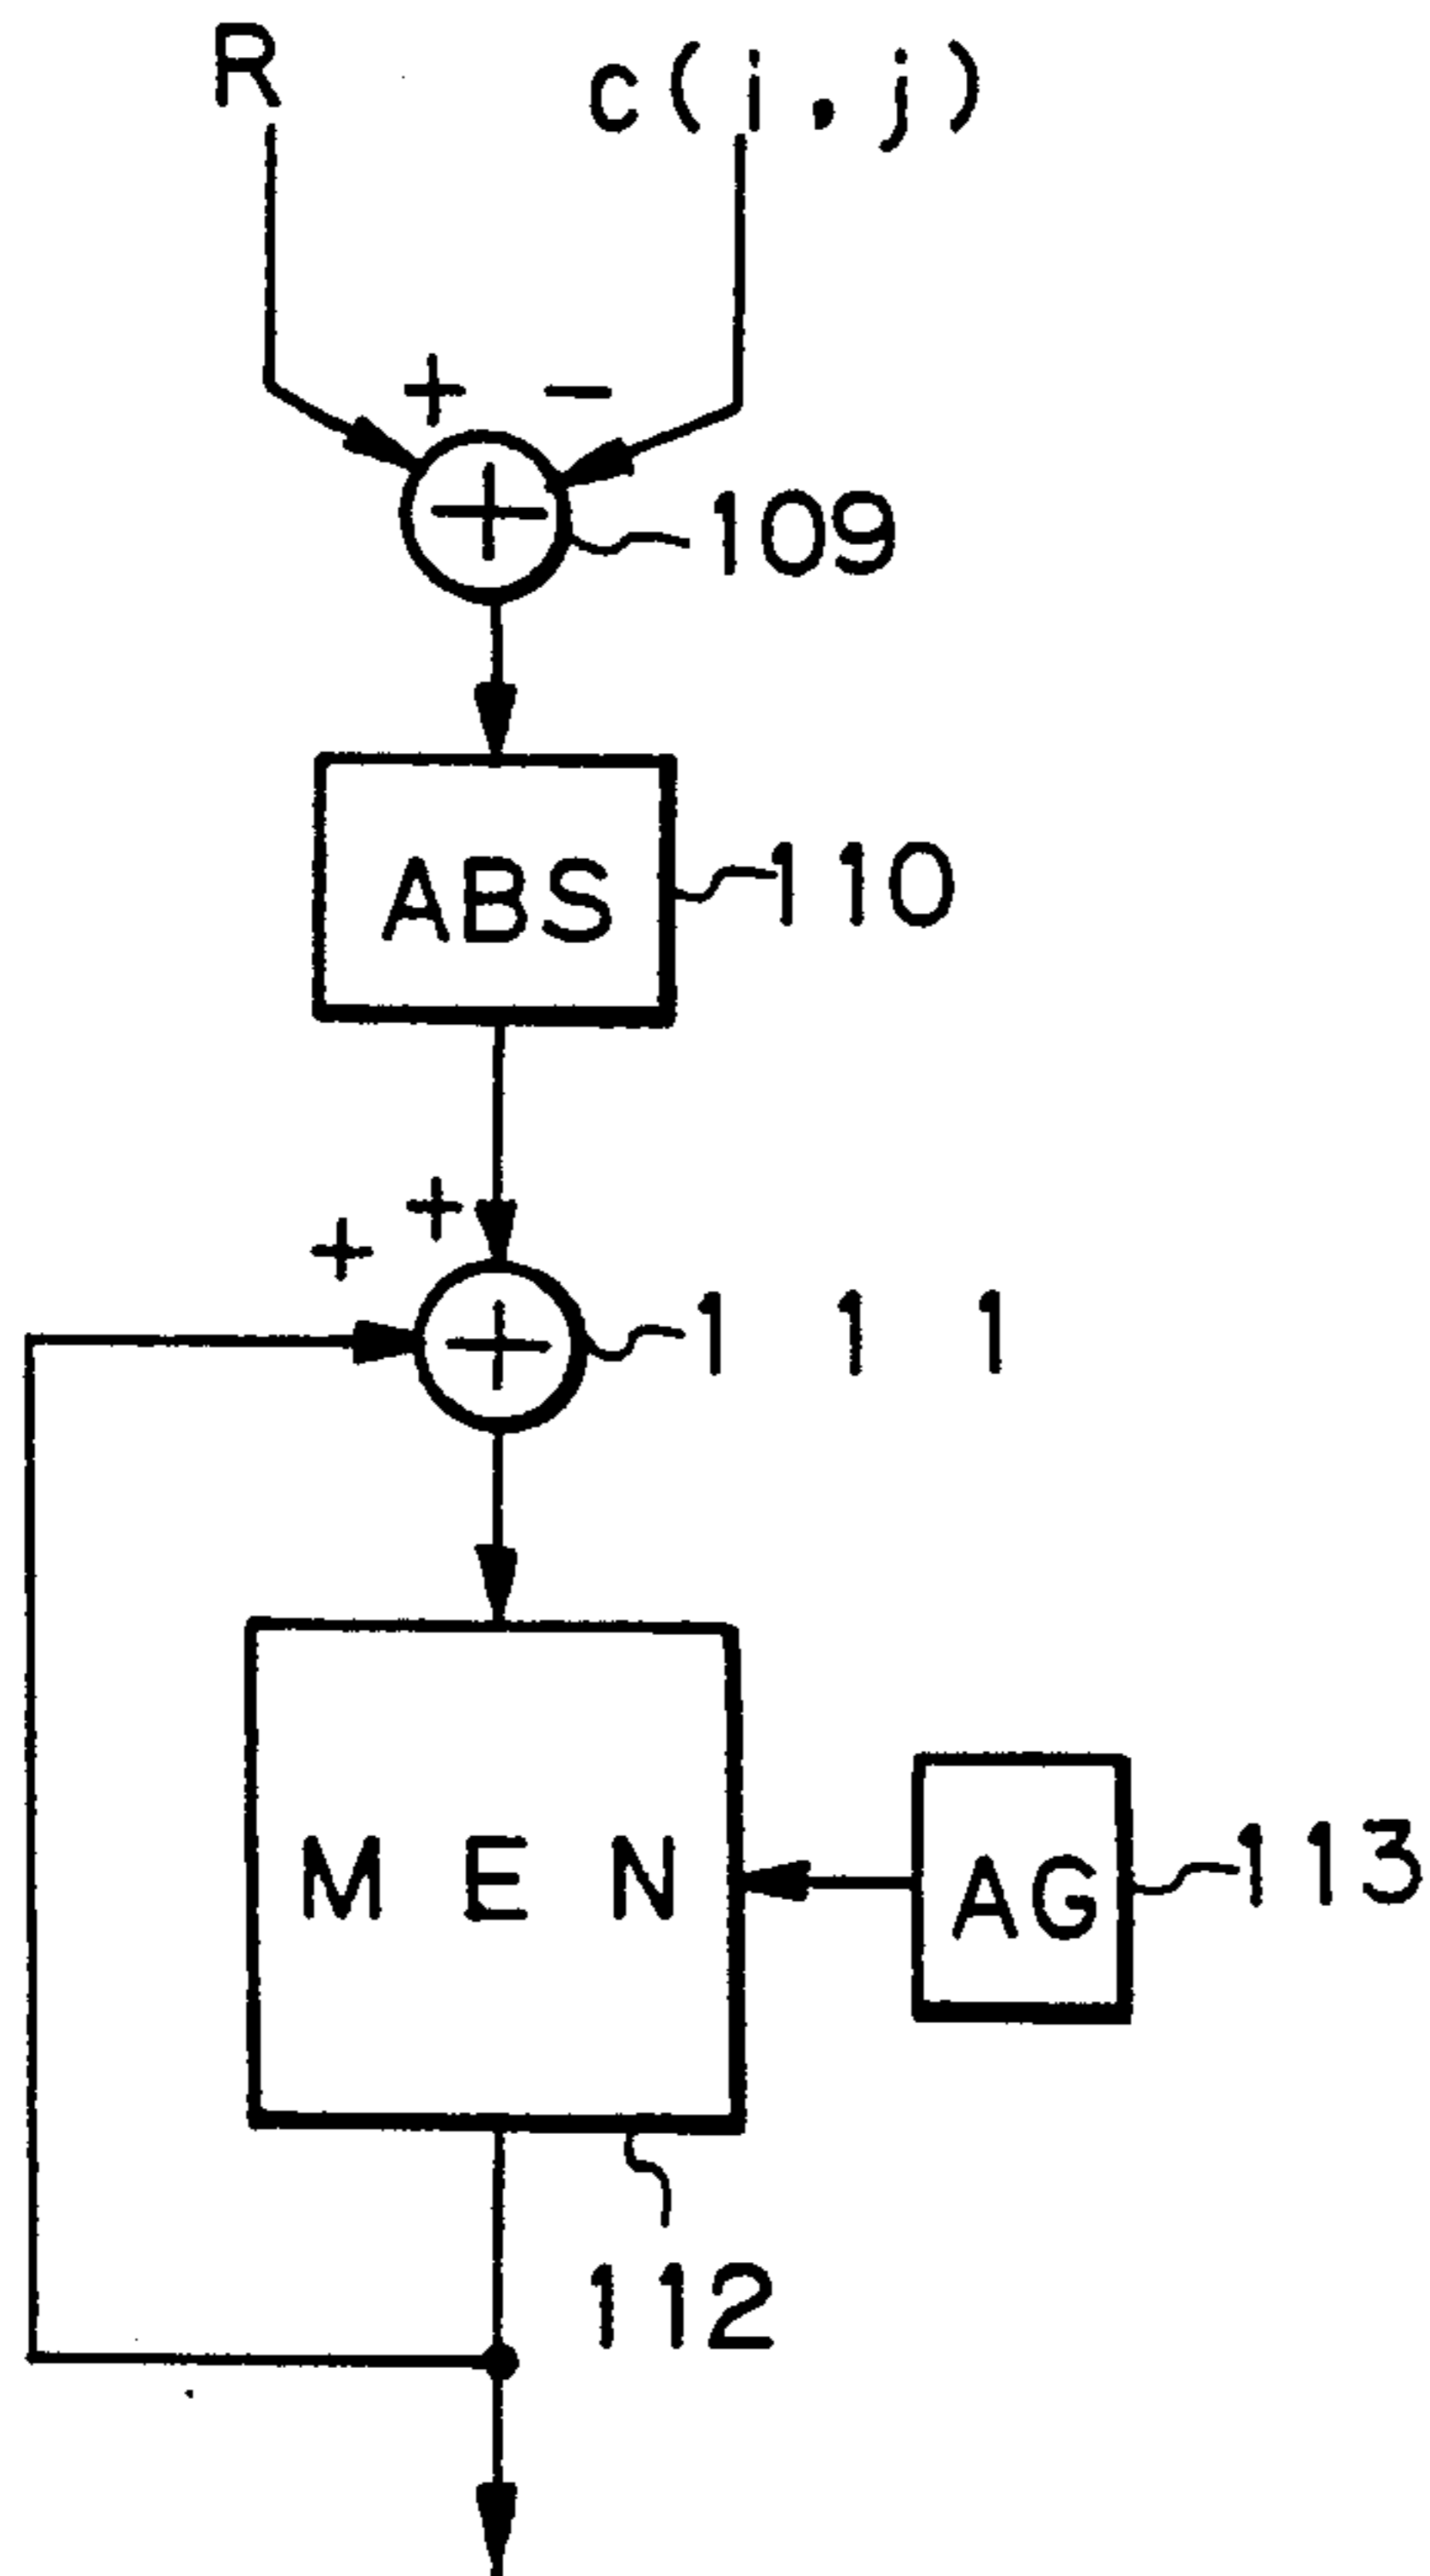 R
c(i,j)
+ -
+
109
ABS
110
+
+
+
111
MEN
AG
113
112